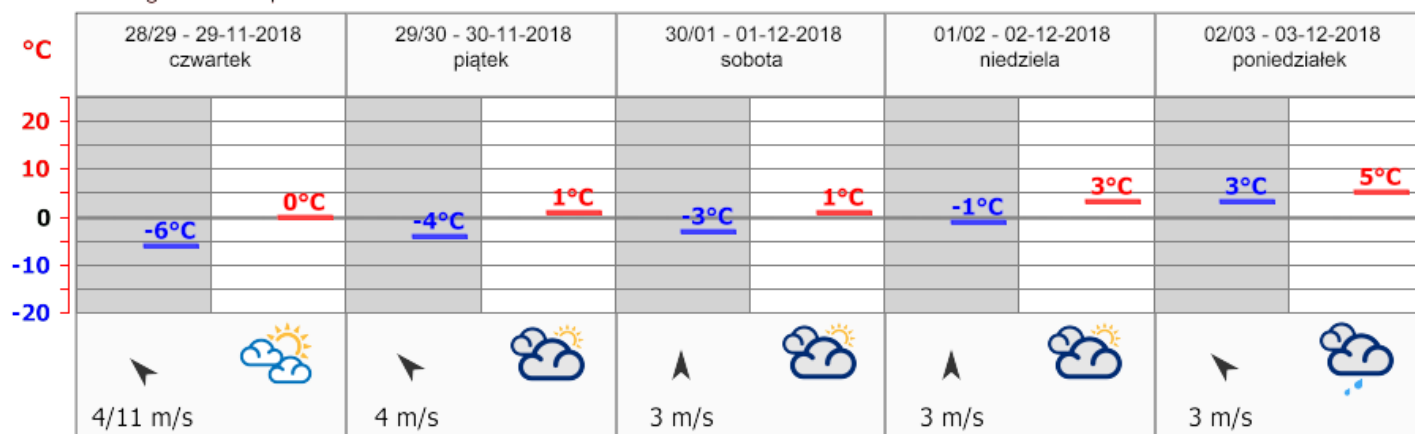 °C
28/29 - 29-11-2018
czwartek
29/30 - 30-11-2018
piątek
30/01 - 01-12-2018
sobota
01/02 - 02-12-2018
niedziela
02/03 - 03-12-2018
poniedziałek
20
10
0
-10
-20
-6°C
0°C
-4°C
1°C
-3°C
1°C
-1°C
3°C
3°C
5°C
4/11 m/s
4 m/s
3 m/s
3 m/s
3 m/s